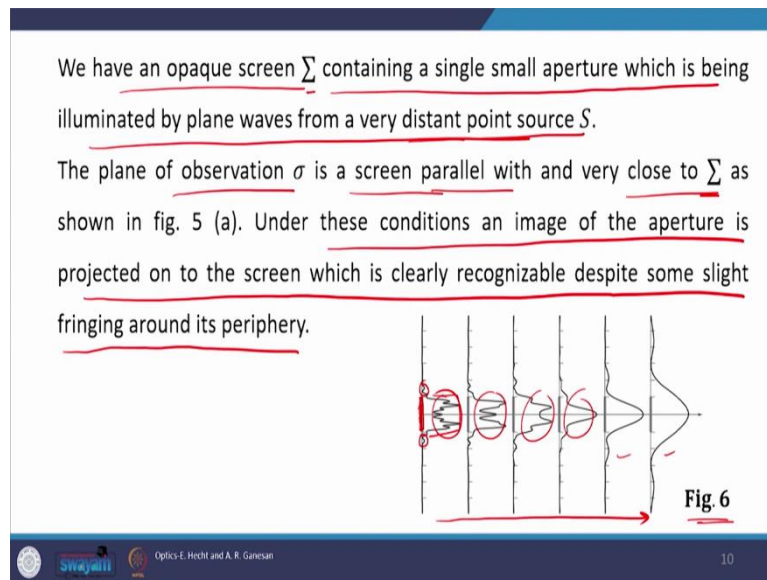 We have an opaque screen ∑ containing a single small aperture which is being
illuminated by plane waves from a very distant point source S.
The plane of observation σ is a screen parallel with and very close to ∑ as
shown in fig. 5 (a). Under these conditions an image of the aperture is
projected on to the screen which is clearly recognizable despite some slight
fringing around its periphery.
Fig. 6
swayam
Optics-E. Hecht and A. R. Ganesan
10